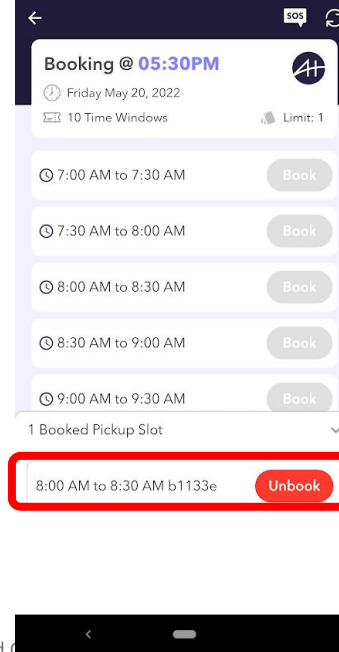 SOS
Booking @ 05:30PM
AH
Friday May 20, 2022
10 Time Windows Limit: 1
7:00 AM to 7:30 AM Book
7:30 AM to 8:00 AM Book
8:00 AM to 8:30 AM Book
8:30 AM to 9:00 AM Book
9:00 AM to 9:30 AM Book
1 Booked Pickup Slot
8:00 AM to 8:30 AM b1133e Unbook